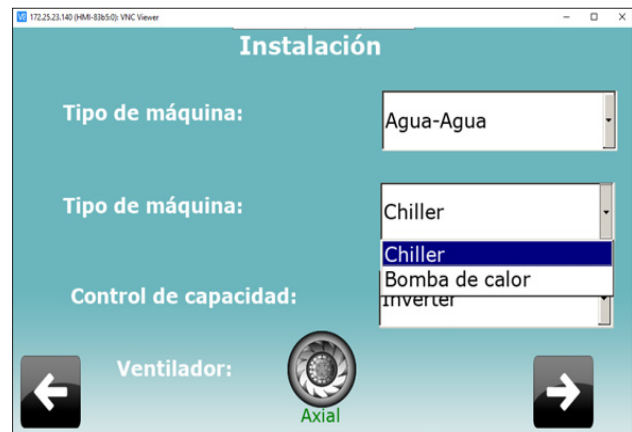 172.25.23.140 (HMI-83b5:0): VNC Viewer
Instalación
Tipo de máquina:
Agua-Agua
Tipo de máquina:
Chiller
Chiller
Bomba de calor
Control de capacidad:
Inverter
Ventilador:
Axial